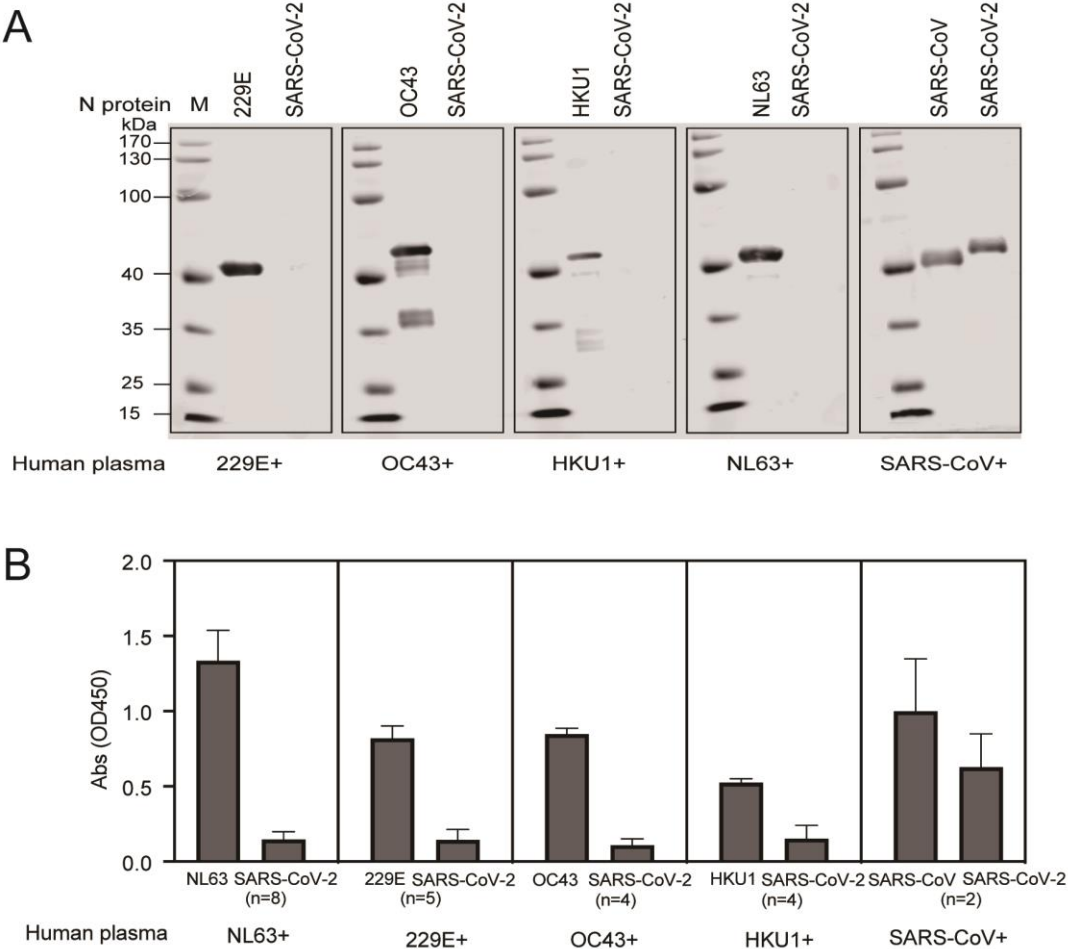 A
N protein M 229E SARS-CoV-2 OC43 SARS-CoV-2 HKU1 SARS-CoV-2 NL63 SARS-CoV-2 SARS-CoV SARS-CoV-2
kDa
170
130
100
40
35
25
15
Human plasma 229E+ OC43+ HKU1+ NL63+ SARS-CoV+
B
Abs (OD450)
2.0
1.5
1.0
0.5
0.0
NL63 SARS-CoV-2 229E SARS-CoV-2 OC43 SARS-CoV-2 HKU1 SARS-CoV-2 SARS-CoV SARS-CoV-2
(n=8) (n=5) (n=4) (n=4) (n=2)
Human plasma NL63+ 229E+ OC43+ HKU1+ SARS-CoV+